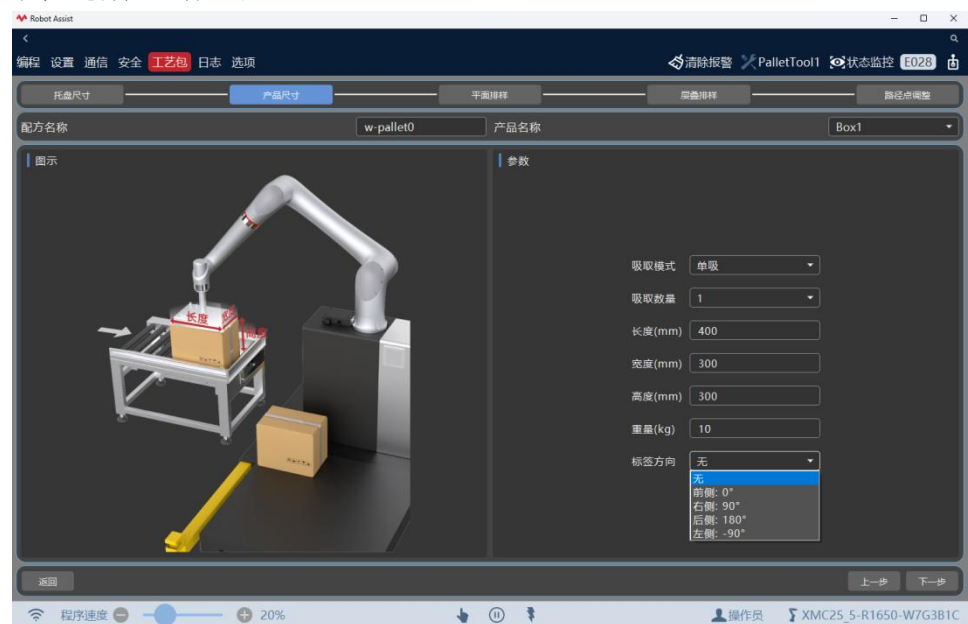 Robot Assist
编程 设置 通信 安全 工艺包 日志 选项 清除报警 PalletTool1 状态监控 E028
托盘尺寸 产品尺寸 平面排样 层叠排样 路径点调整
配方名称 w-pallet0 产品名称 Box1
图示
参数
吸取模式 单吸
吸取数量 1
长度 高度
长度(mm) 400
宽度(mm) 300
高度(mm) 300
重量(kg) 10
标签方向 无
无
前侧: 0°
右侧: 90°
后侧: 180°
左侧: -90°
返回 上一步 下一步
程序速度 20% 操作员 XMC25_5-R1650-W7G3B1C